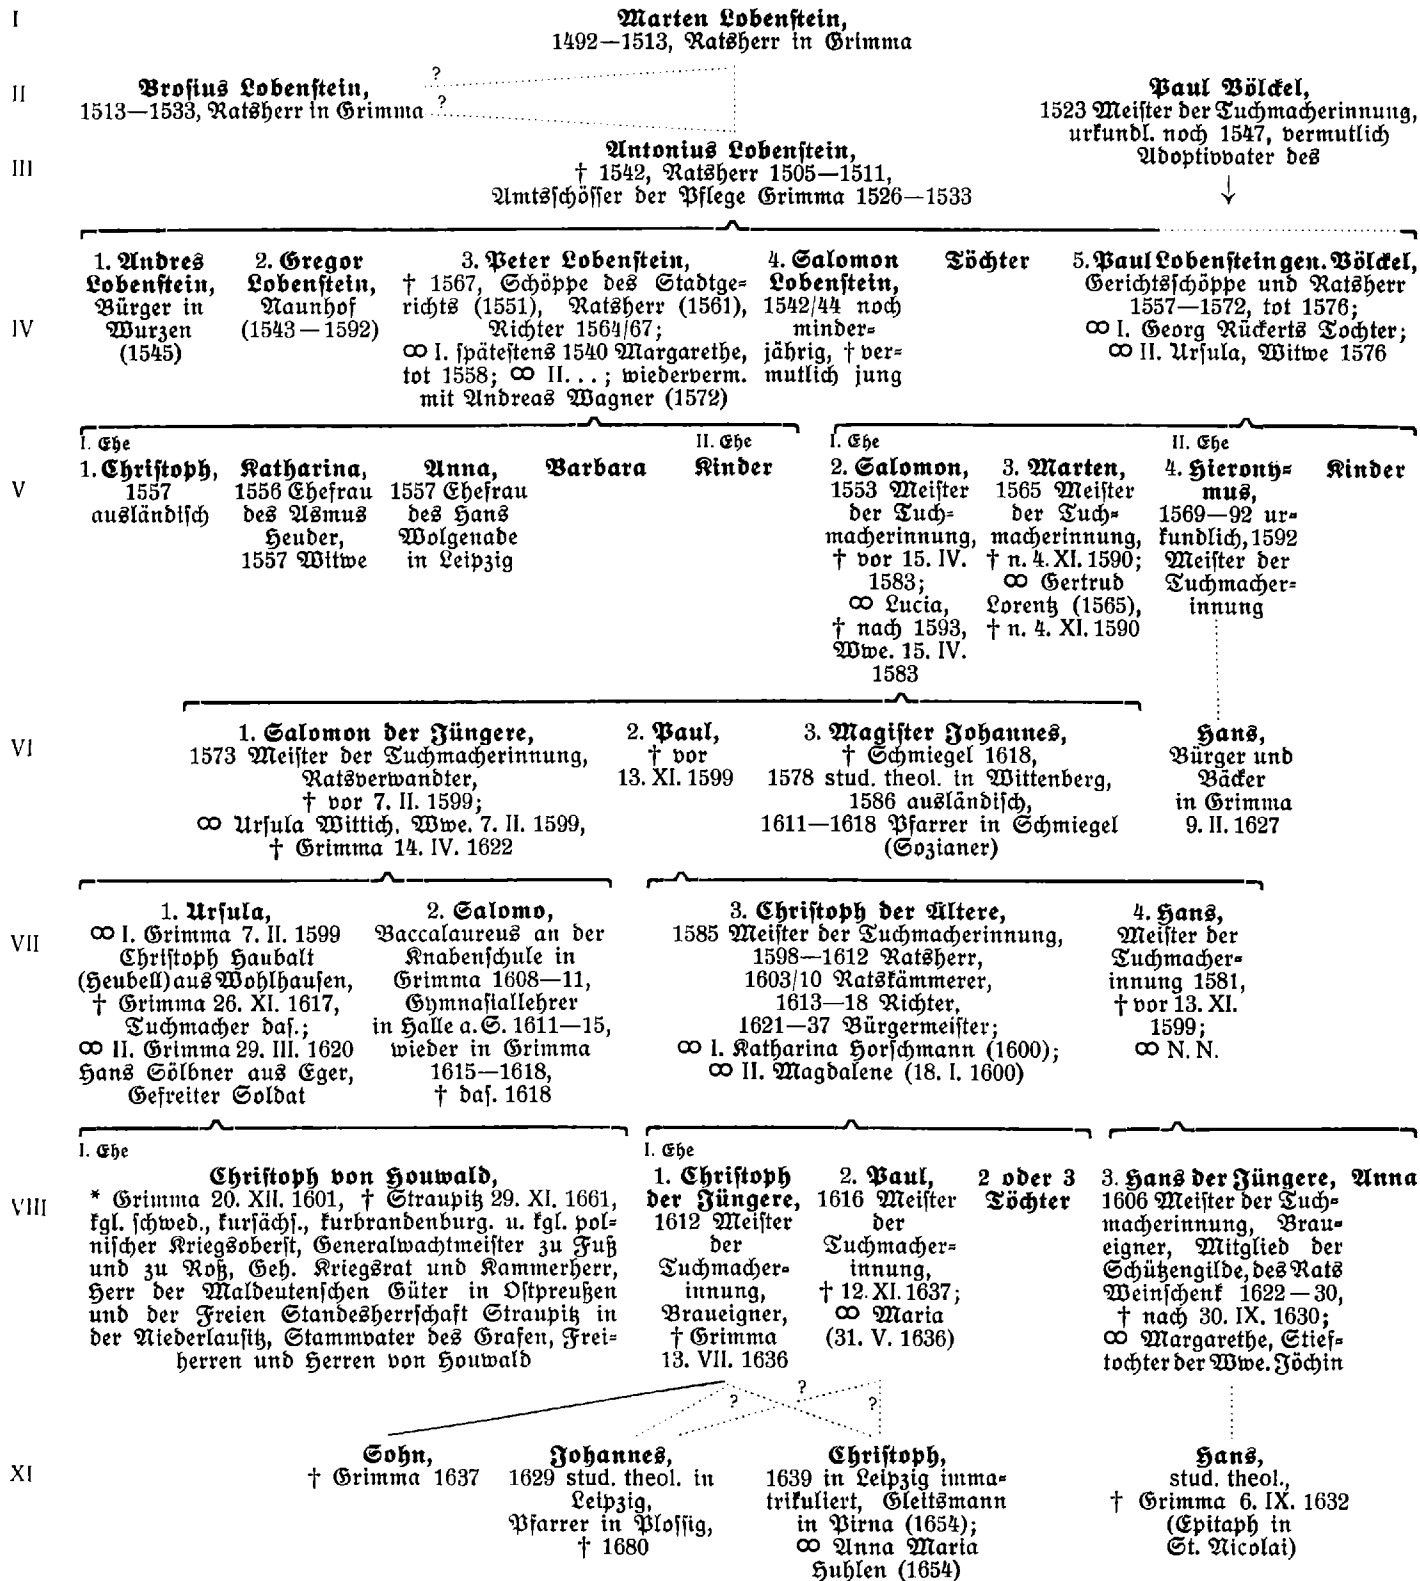 I
Marten Lobenstein,
1492—1513, Ratsherr in Grimma
II
Brosius Lobenstein,
1513—1533, Ratsherr in Grimma
?
?
Paul Völckel,
1523 Meister der Tuchmacherinnung,
urkundl. noch 1547, vermutlich
Adoptivvater des
III
Antonius Lobenstein,
† 1542, Ratsherr 1505—1511,
Amtsschösser der Pflege Grimma 1526—1533
IV
1. Andres
Lobenstein,
Bürger in
Wurzen
(1545)
2. Gregor
Lobenstein,
Naunhof
(1543—1592)
3. Peter Lobenstein,
† 1567, Schöppe des Stadtge-
richts (1551), Ratsherr (1561),
Richter 1564/67;
∞ I. spätestens 1540 Margarethe,
tot 1558; ∞ II. . .; wiederverm.
mit Andreas Wagner (1572)
4. Salomon
Lobenstein,
1542/44 noch
minder-
jährig, † ver-
mutlich jung
Töchter
5. Paul Lobenstein gen. Völckel,
Gerichtsschöppe und Ratsherr
1557—1572, tot 1576;
∞ I. Georg Rückerts Tochter;
∞ II. Ursula, Witwe 1576
V
I. Ehe
1. Christoph,
1557
ausländisch
Katharina,
1556 Ehefrau
des Asmus
Heuder,
1557 Witwe
Anna,
1557 Ehefrau
des Hans
Wolgenade
in Leipzig
Barbara
II. Ehe
Kinder
I. Ehe
2. Salomon,
1553 Meister
der Tuch-
macherinnung,
† vor 15. IV.
1583;
∞ Lucia,
† nach 1593,
Wwe. 15. IV.
1583
3. Marten,
1565 Meister
der Tuch-
macherinnung,
† n. 4. XI. 1590;
∞ Gertrud
Lorentz (1565),
† n. 4. XI. 1590
II. Ehe
4. Hierony-
mus,
1569—92 ur-
kundlich, 1592
Meister der
Tuchmacher-
innung
Kinder
VI
1. Salomon der Jüngere,
1573 Meister der Tuchmacherinnung,
Ratsverwandter,
† vor 7. II. 1599;
∞ Ursula Wittich, Wwe. 7. II. 1599,
† Grimma 14. IV. 1622
2. Paul,
† vor
13. XI. 1599
3. Magister Johannes,
† Schmiegel 1618,
1578 stud. theol. in Wittenberg,
1586 ausländisch,
1611—1618 Pfarrer in Schmiegel
(Sozianer)
Hans,
Bürger und
Bäcker
in Grimma
9. II. 1627
VII
1. Ursula,
∞ I. Grimma 7. II. 1599
Christoph Haubalt
(Heubell) aus Wohlhausen,
† Grimma 26. XI. 1617,
Tuchmacher das.;
∞ II. Grimma 29. III. 1620
Hans Sölbner aus Eger,
Gefreiter Soldat
2. Salomo,
Baccalaureus an der
Knabenschule in
Grimma 1608—11,
Gymnasiallehrer
in Halle a. S. 1611—15,
wieder in Grimma
1615—1618,
† das. 1618
3. Christoph der Ältere,
1585 Meister der Tuchmacherinnung,
1598—1612 Ratsherr,
1603/10 Ratskämmerer,
1613—18 Richter,
1621—37 Bürgermeister;
∞ I. Katharina Horschmann (1600);
∞ II. Magdalene (18. I. 1600)
4. Hans,
Meister der
Tuchmacher-
innung 1581,
† vor 13. XI.
1599;
∞ N. N.
VIII
I. Ehe
Christoph von Houwald,
* Grimma 20. XII. 1601, † Straupitz 29. XI. 1661,
kgl. schwed., kursächs., kurbrandenburg. u. kgl. pol-
nischer Kriegsoberst, Generalwachtmeister zu Fuß
und zu Roß, Geh. Kriegsrat und Kammerherr,
Herr der Maldeutenschen Güter in Ostpreußen
und der Freien Standesherrschaft Straupitz in
der Niederlausitz, Stammvater des Grafen, Frei-
herren und Herren von Houwald
I. Ehe
1. Christoph
der Jüngere,
1612 Meister
der
Tuchmacher-
innung,
Braueigner,
† Grimma
13. VII. 1636
2. Paul,
1616 Meister
der
Tuchmacher-
innung,
† 12. XI. 1637;
∞ Maria
(31. V. 1636)
2 oder 3
Töchter
3. Hans der Jüngere,
1606 Meister der Tuch-
macherinnung, Brau-
eigner, Mitglied der
Schützengilde, des Rats
Weinschenk 1622—30,
† nach 30. IX. 1630;
∞ Margarethe, Stief-
tochter der Wwe. Jöchin
Anna
?
?
?
XI
Sohn,
† Grimma 1637
Johannes,
1629 stud. theol. in
Leipzig,
Pfarrer in Plossig,
† 1680
Christoph,
1639 in Leipzig imma-
trikuliert, Gleitsmann
in Pirna (1654);
∞ Anna Maria
Huhlen (1654)
Hans,
stud. theol.,
† Grimma 6. IX. 1632
(Epitaph in
St. Nicolai)